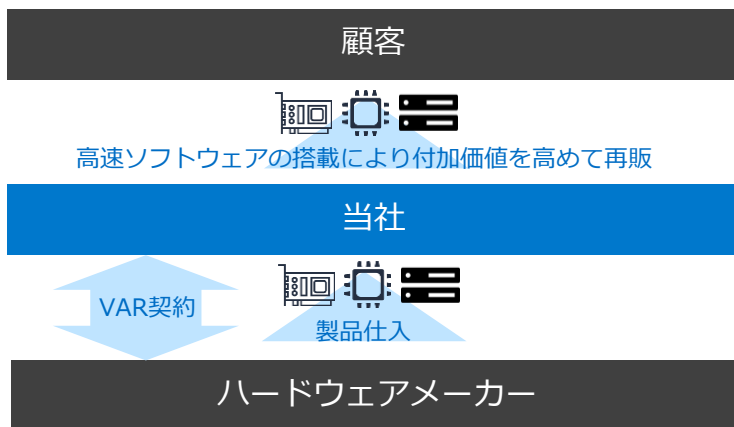 顧客
高速ソフトウェアの搭載により付加価値を高めて再販
当社
VAR契約
製品仕入
ハードウェアメーカー